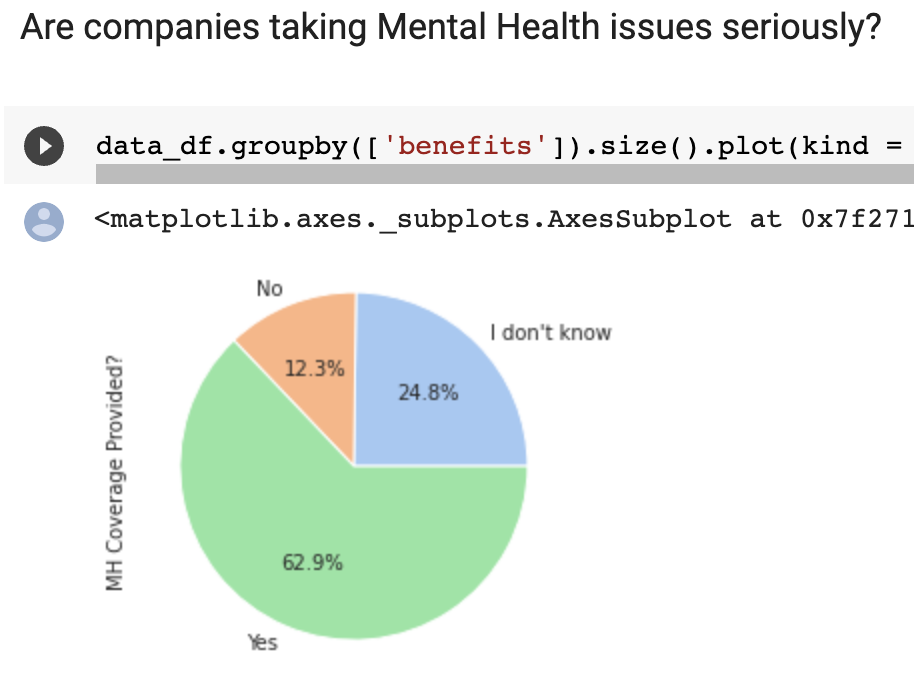 Are companies taking Mental Health issues seriously?
data_df.groupby(['benefits']).size().plot(kind =
<matplotlib.axes._subplots.AxesSubplot at 0x7f271
No
I don't know
12.3%
24.8%
MH Coverage Provided?
62.9%
Yes